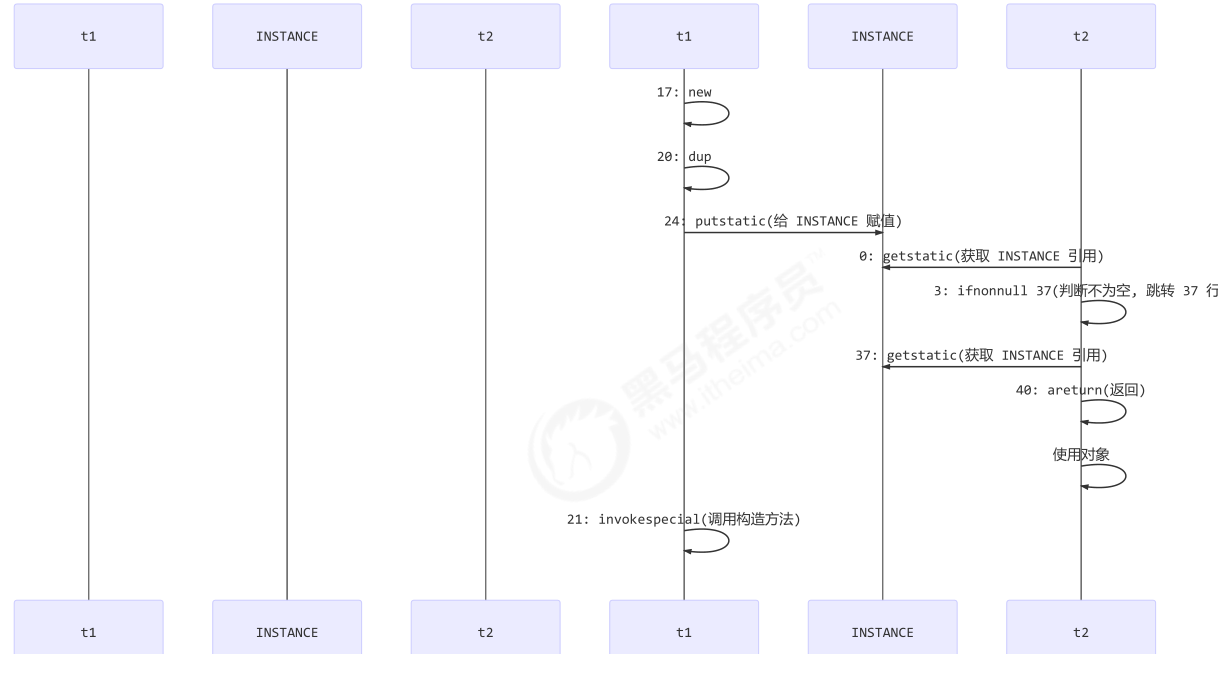 t1
INSTANCE
t2
t1
INSTANCE
t2
17: new
20: dup
24: putstatic(给 INSTANCE 赋值)
0: getstatic(获取 INSTANCE 引用)
3: ifnonnull 37(判断不为空, 跳转 37 行
37: getstatic(获取 INSTANCE 引用)
40: areturn(返回)
使用对象
21: invokespecial(调用构造方法)
黑马程序员™
www.itheima.com
t1
INSTANCE
t2
t1
INSTANCE
t2